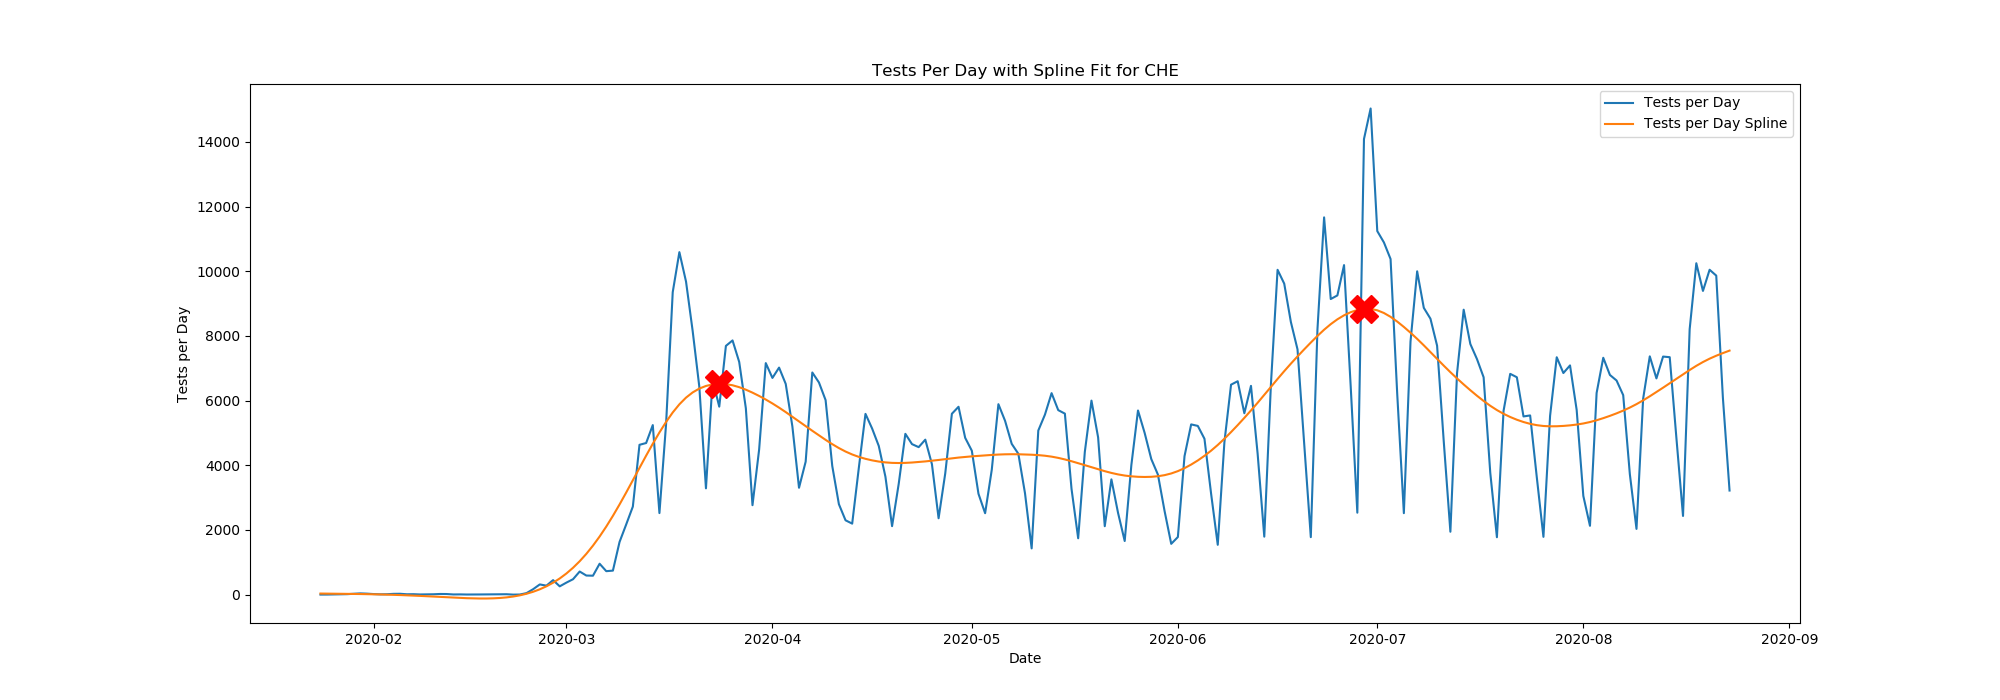 Tests Per Day with Spline Fit for CHE
Tests per Day
Tests per Day Spline
14000
12000
10000
8000
6000
4000
2000
0
Tests per Day
2020-02 2020-03 2020-04 2020-05 2020-06 2020-07 2020-08 2020-09
Date